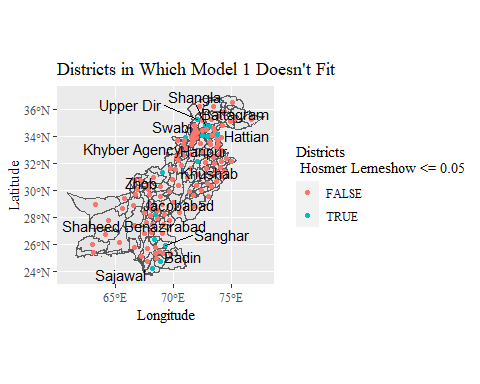 Districts in Which Model 1 Doesn't Fit
Shangla
Upper Dir
Battagram
Swabi
Hattian
Khyber Agency
Haripur
Khushab
Zhob
Jacobabad
Shaheed Benazirabad
Sanghar
Badin
Sajawal
36°N
34°N
32°N
30°N
28°N
26°N
24°N
65°E 70°E 75°E
Latitude
Longitude
Districts
Hosmer Lemeshow <= 0.05
FALSE
TRUE